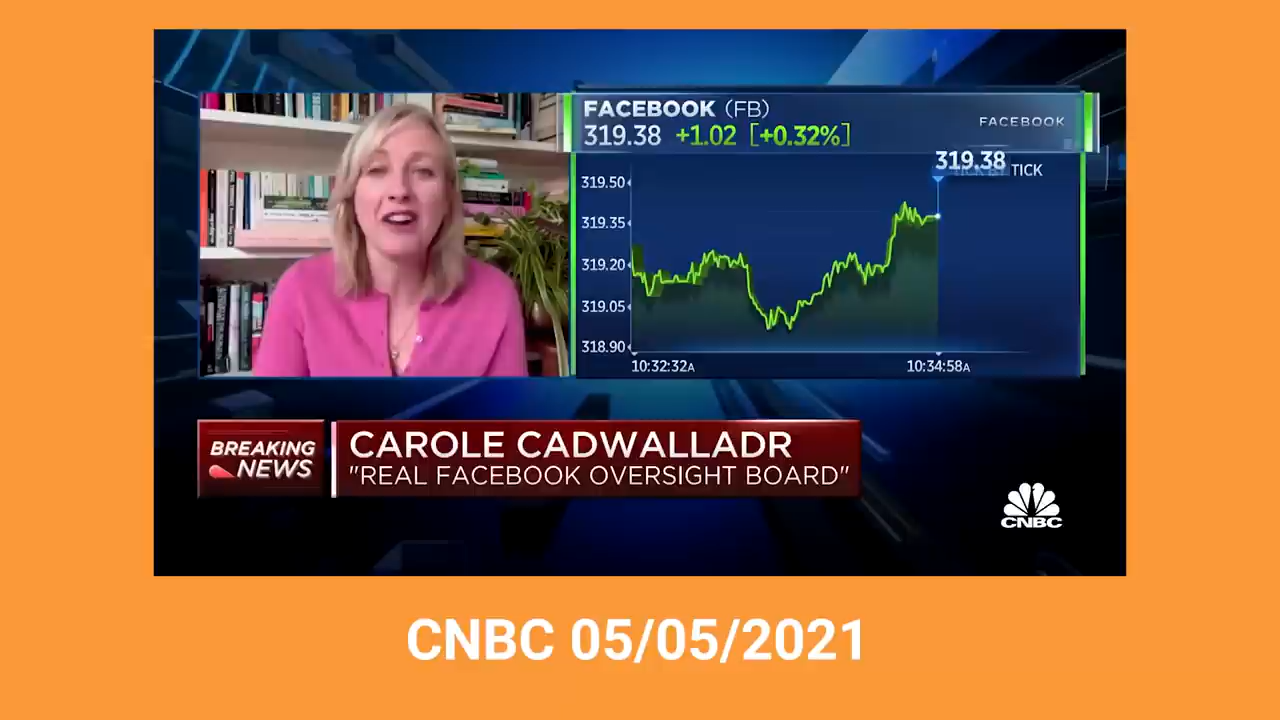 FACEBOOK (FB)
319.38 +1.02 [+0.32%]
FACEBOOK
319.38
TICK
319.50
319.35
319.20
319.05
318.90
10:32:32A
10:34:58A
BREAKING
NEWS
CAROLE CADWALLADR
"REAL FACEBOOK OVERSIGHT BOARD"
CNBC
CNBC 05/05/2021